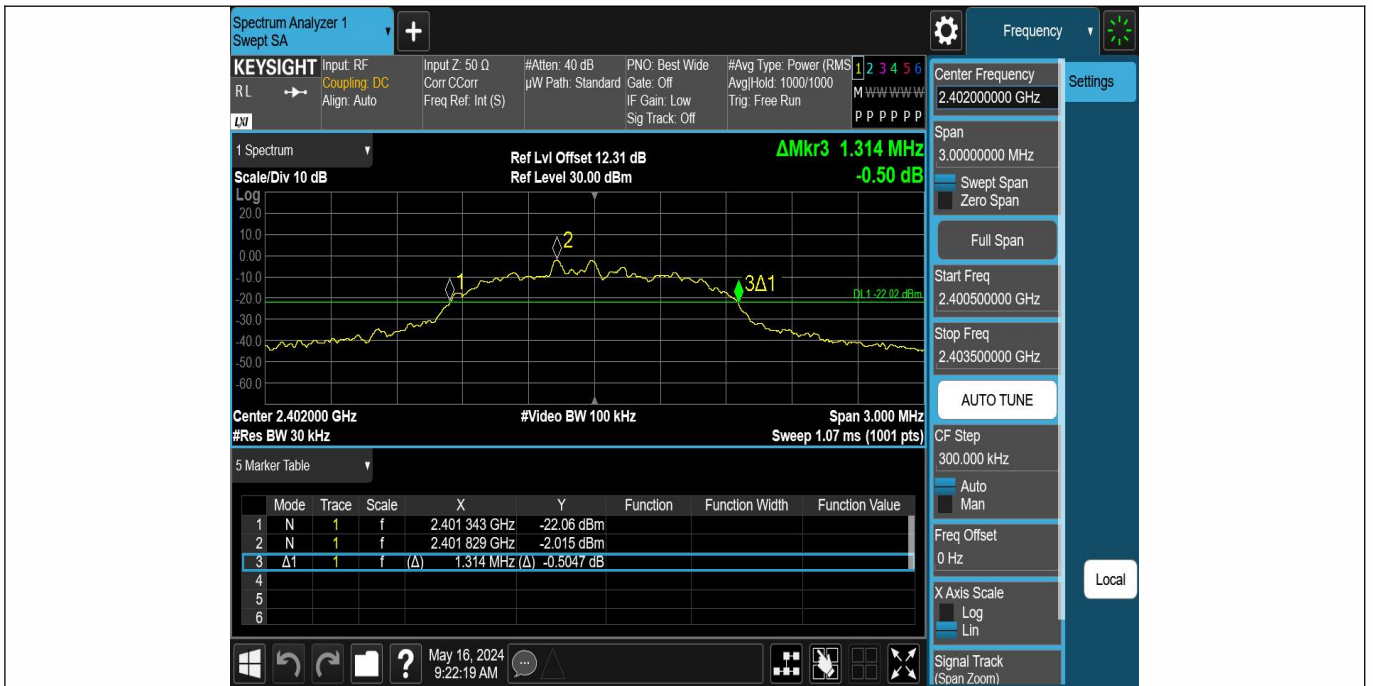 Spectrum Analyzer 1
Swept SA
+
Frequency
KEYSIGHT
RL
LXI
Input: RF
Coupling: DC
Align: Auto
Input Z: 50 Ω
Corr CCorr
Freq Ref: Int (S)
#Atten: 40 dB
µW Path: Standard
PNO: Best Wide
Gate: Off
IF Gain: Low
Sig Track: Off
#Avg Type: Power (RMS
Avg|Hold: 1000/1000
Trig: Free Run
1 2 3 4 5 6
M W W W W W
P P P P P P
1 Spectrum
Scale/Div 10 dB
Ref Lvl Offset 12.31 dB
Ref Level 30.00 dBm
ΔMkr3 1.314 MHz
-0.50 dB
Log
20.0
10.0
0.00
-10.0
-20.0
-30.0
-40.0
-50.0
-60.0
1
2
3Δ1
DL1 -22.02 dBm
Center 2.402000 GHz
#Video BW 100 kHz
Span 3.000 MHz
#Res BW 30 kHz
Sweep 1.07 ms (1001 pts)
5 Marker Table
Mode Trace Scale X Y Function Function Width Function Value
1 N 1 f 2.401 343 GHz -22.06 dBm
2 N 1 f 2.401 829 GHz -2.015 dBm
3 Δ1 1 f (Δ) 1.314 MHz (Δ) -0.5047 dB
4
5
6
?
May 16, 2024
9:22:19 AM
Center Frequency
2.402000000 GHz
Settings
Span
3.00000000 MHz
Swept Span
Zero Span
Full Span
Start Freq
2.400500000 GHz
Stop Freq
2.403500000 GHz
AUTO TUNE
CF Step
300.000 kHz
Auto
Man
Freq Offset
0 Hz
X Axis Scale
Log
Lin
Signal Track
(Span Zoom)
Local